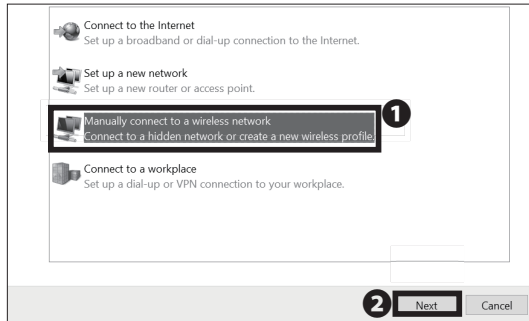 Connect to the Internet
Set up a broadband or dial-up connection to the Internet.
Set up a new network
Set up a new router or access point.
1
Manually connect to a wireless network
Connect to a hidden network or create a new wireless profile.
Connect to a workplace
Set up a dial-up or VPN connection to your workplace.
2 Next Cancel